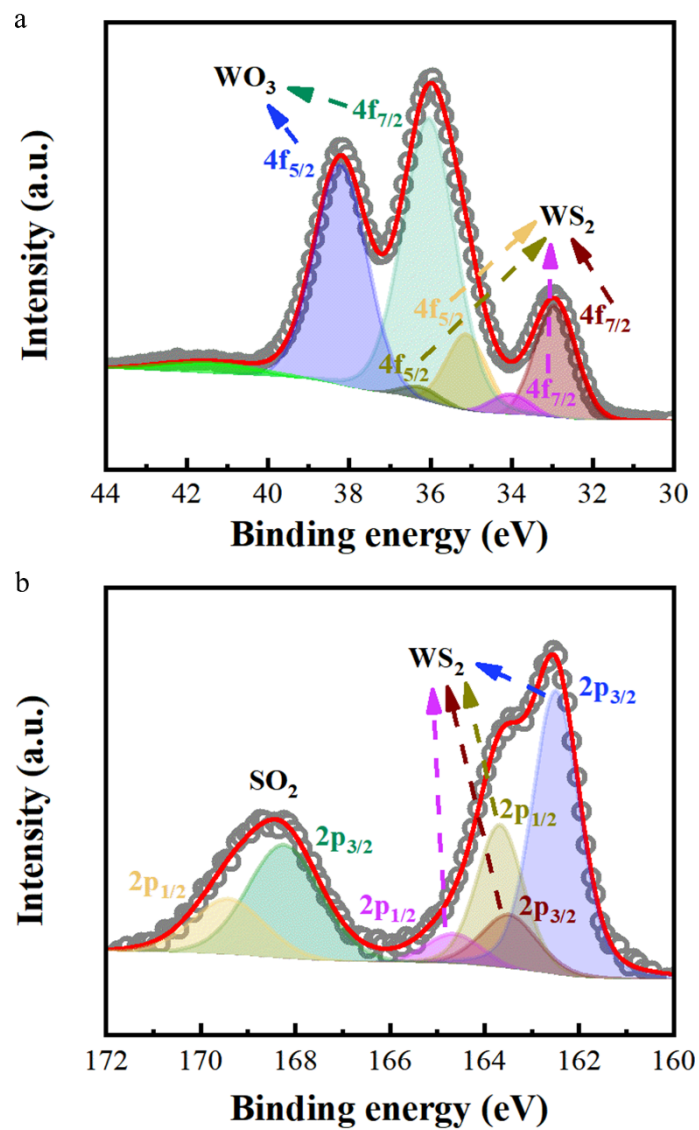 a
WO3
4f7/2
4f5/2
WS2
4f5/2
4f7/2
4f5/2
4f7/2
Intensity (a.u.)
44 42 40 38 36 34 32 30
Binding energy (eV)
b
WS2
2p3/2
SO2
2p3/2
2p1/2
2p1/2
2p1/2
2p3/2
Intensity (a.u.)
172 170 168 166 164 162 160
Binding energy (eV)